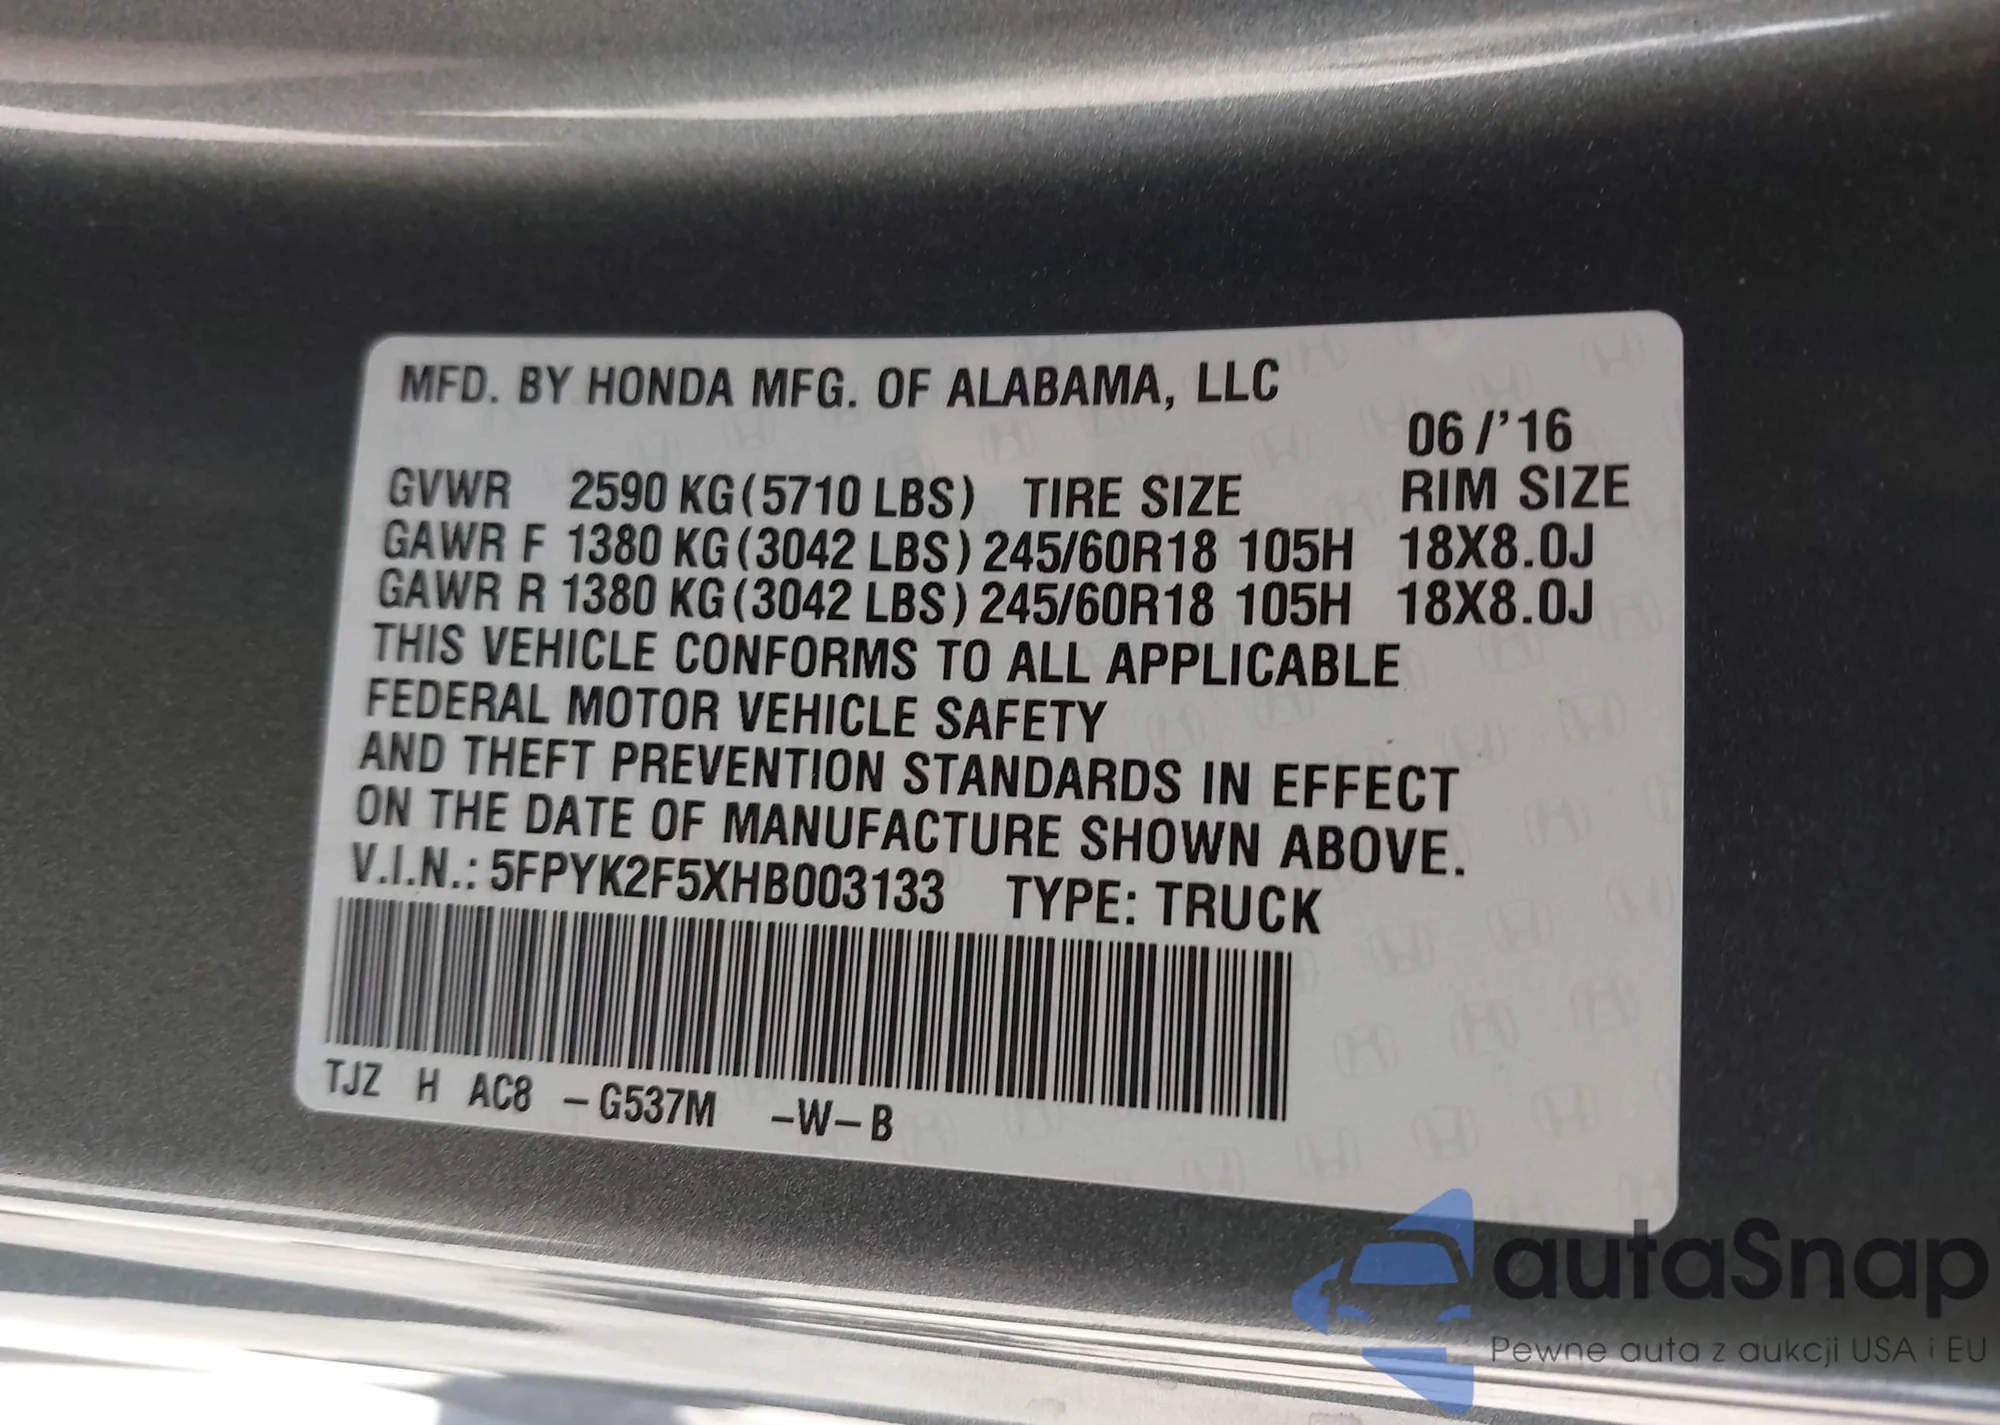 MFD. BY HONDA MFG. OF ALABAMA, LLC
06/'16
GVWR 2590 KG(5710 LBS) TIRE SIZE RIM SIZE
GAWR F 1380 KG(3042 LBS) 245/60R18 105H 18X8.0J
GAWR R 1380 KG(3042 LBS) 245/60R18 105H 18X8.0J
THIS VEHICLE CONFORMS TO ALL APPLICABLE
FEDERAL MOTOR VEHICLE SAFETY
AND THEFT PREVENTION STANDARDS IN EFFECT
ON THE DATE OF MANUFACTURE SHOWN ABOVE.
V.I.N.: 5FPYK2F5XHB003133 TYPE: TRUCK
TJZ H AC8 -G537M -W-B
autaSnap
Pewne auta z aukcji USA i EU